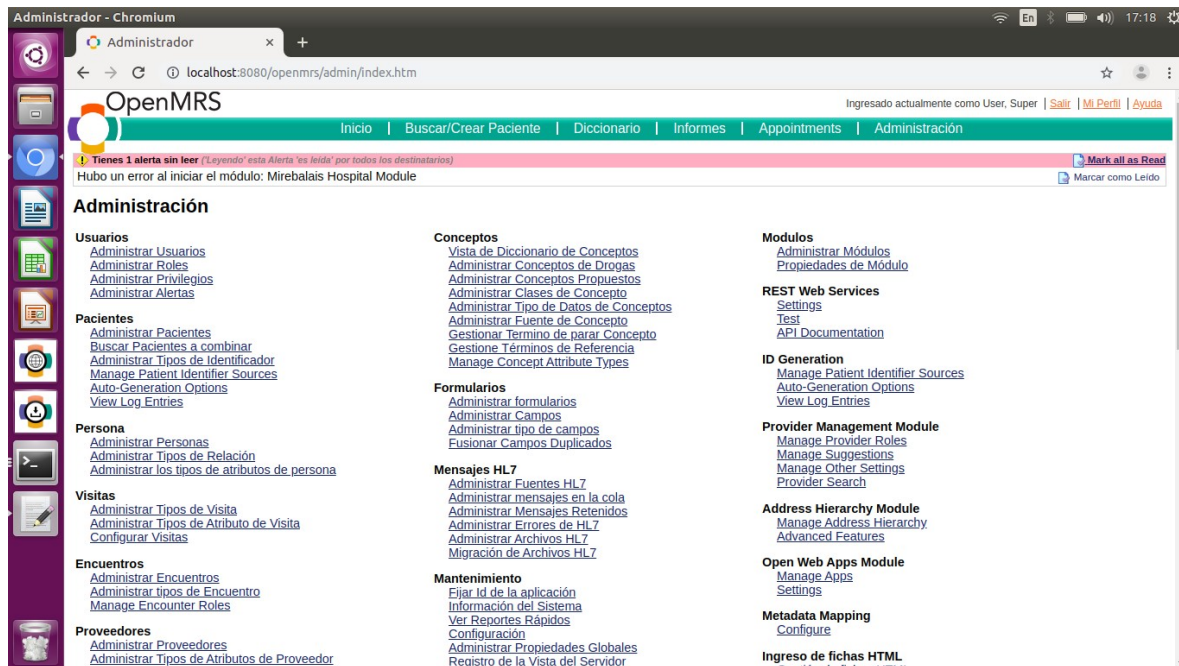 Administrador - Chromium
En
17:18
Administrador
localhost:8080/openmrs/admin/index.htm
OpenMRS
Ingresado actualmente como User, Super | Salir | Mi Perfil | Ayuda
Inicio | Buscar/Crear Paciente | Diccionario | Informes | Appointments | Administración
Tienes 1 alerta sin leer ('Leyendo' esta Alerta 'es leida' por todos los destinatarios)
Mark all as Read
Hubo un error al iniciar el módulo: Mirebalais Hospital Module
Marcar como Leído
Administración
Usuarios
Administrar Usuarios
Administrar Roles
Administrar Privilegios
Administrar Alertas
Pacientes
Administrar Pacientes
Buscar Pacientes a combinar
Administrar Tipos de Identificador
Manage Patient Identifier Sources
Auto-Generation Options
View Log Entries
Persona
Administrar Personas
Administrar Tipos de Relación
Administrar los tipos de atributos de persona
Visitas
Administrar Tipos de Visita
Administrar Tipos de Atributo de Visita
Configurar Visitas
Encuentros
Administrar Encuentros
Administrar tipos de Encuentro
Manage Encounter Roles
Proveedores
Administrar Proveedores
Administrar Tipos de Atributos de Proveedor
Conceptos
Vista de Diccionario de Conceptos
Administrar Conceptos de Drogas
Administrar Conceptos Propuestos
Administrar Clases de Concepto
Administrar Tipo de Datos de Conceptos
Administrar Fuente de Concepto
Gestionar Termino de parar Concepto
Gestione Términos de Referencia
Manage Concept Attribute Types
Formularios
Administrar formularios
Administrar Campos
Administrar tipo de campos
Fusionar Campos Duplicados
Mensajes HL7
Administrar Fuentes HL7
Administrar mensajes en la cola
Administrar Mensajes Retenidos
Administrar Errores de HL7
Administrar Archivos HL7
Migración de Archivos HL7
Mantenimiento
Fijar Id de la aplicación
Información del Sistema
Ver Reportes Rápidos
Configuración
Administrar Propiedades Globales
Registro de la Vista del Servidor
Modulos
Administrar Módulos
Propiedades de Módulo
REST Web Services
Settings
Test
API Documentation
ID Generation
Manage Patient Identifier Sources
Auto-Generation Options
View Log Entries
Provider Management Module
Manage Provider Roles
Manage Suggestions
Manage Other Settings
Provider Search
Address Hierarchy Module
Manage Address Hierarchy
Advanced Features
Open Web Apps Module
Manage Apps
Settings
Metadata Mapping
Configure
Ingreso de fichas HTML